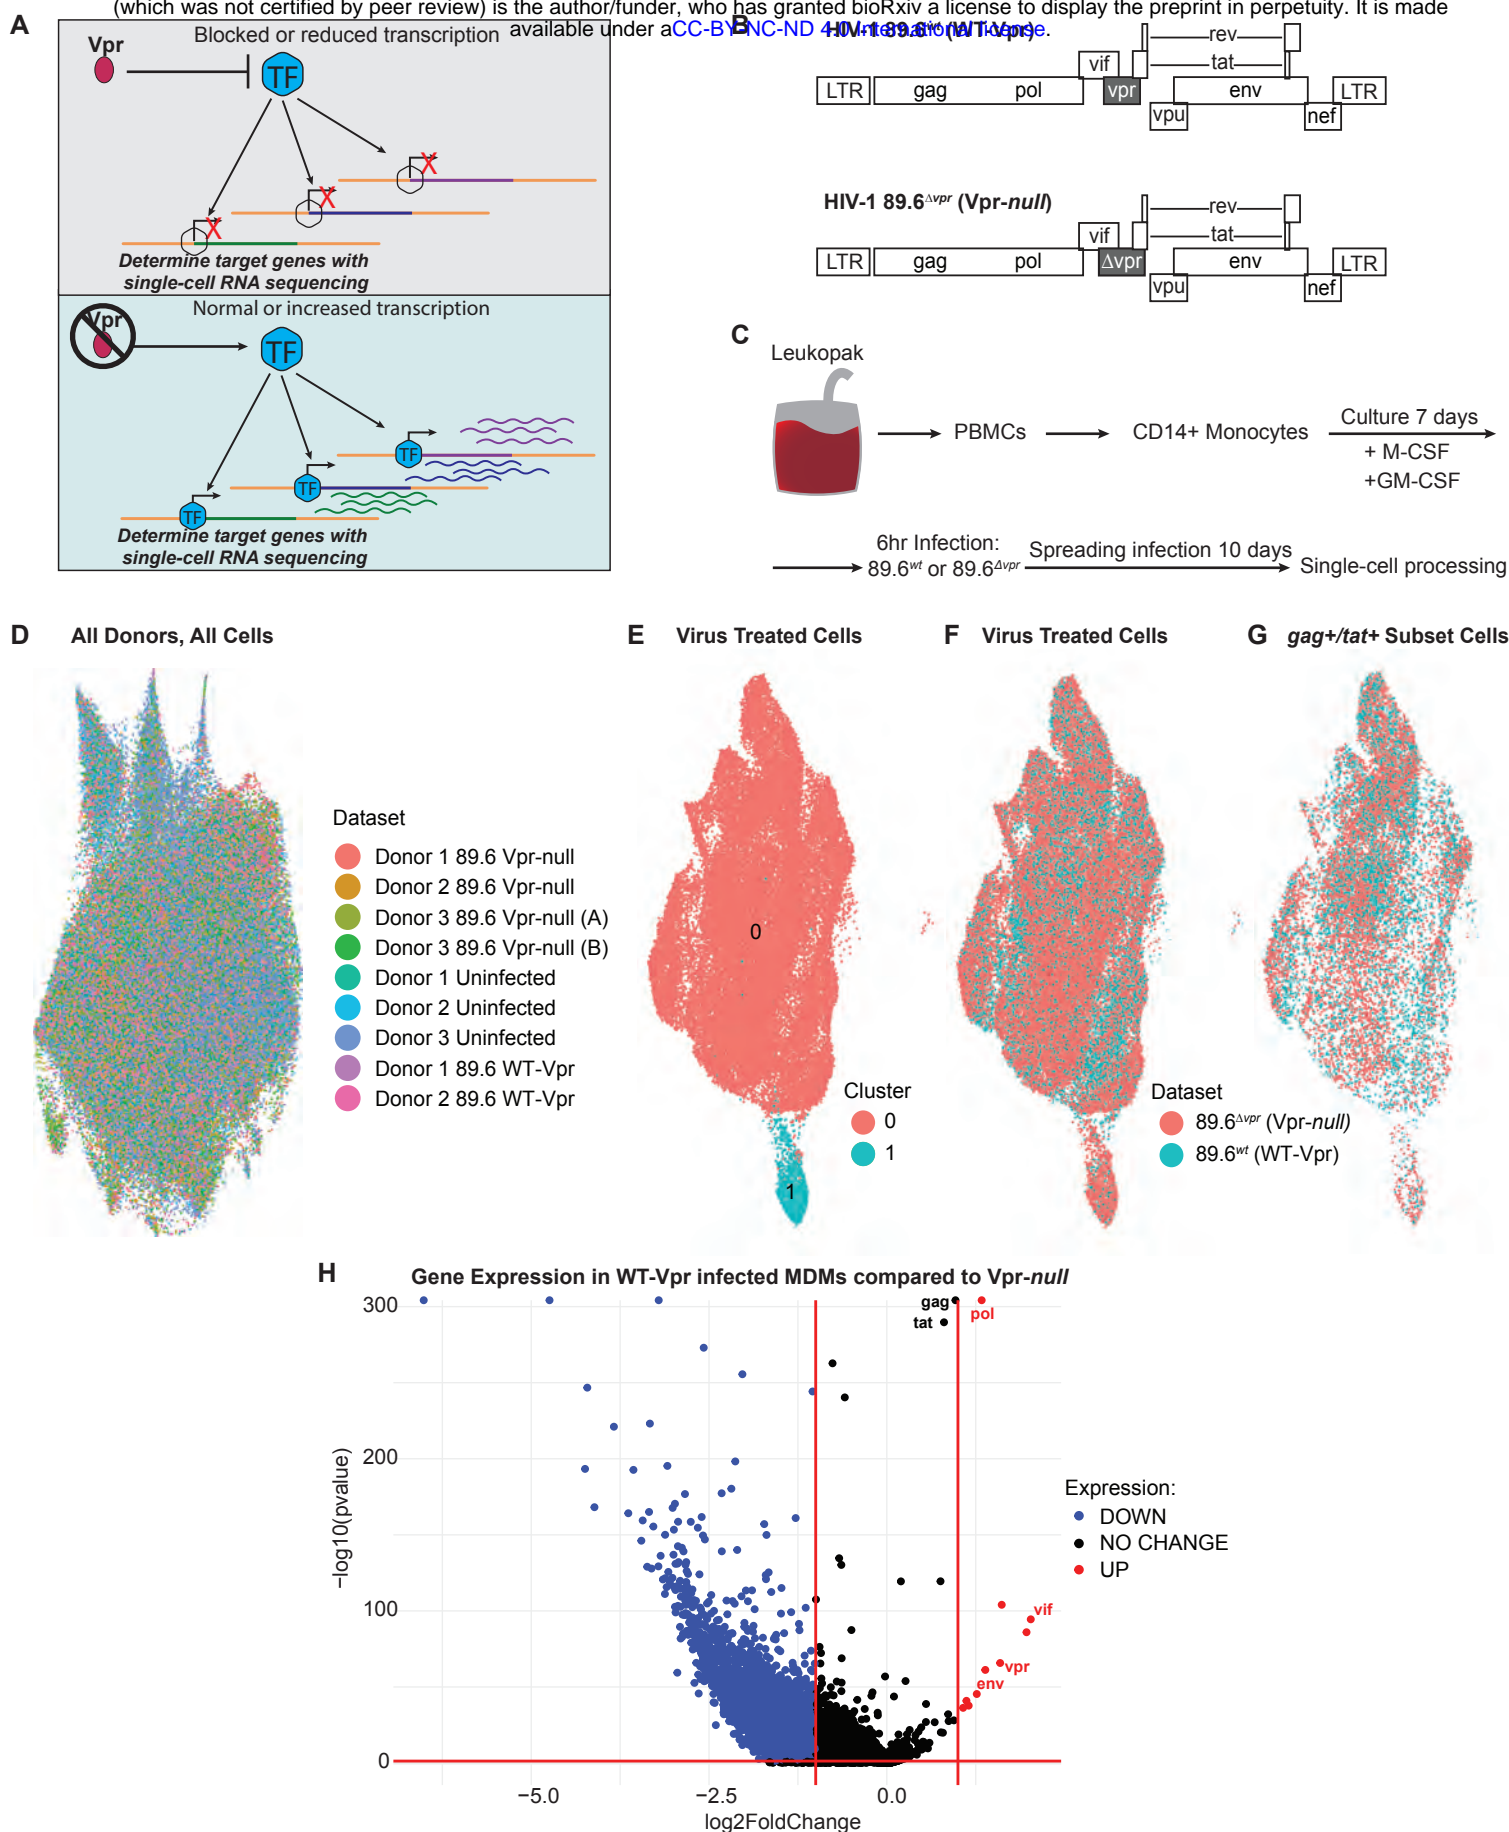 (which was not certified by peer review) is the author/funder, who has granted bioRxiv a license to display the preprint in perpetuity. It is made
available under aCC-BY-NC-ND 4.0 International license.
A
Blocked or reduced transcription
Vpr
TF
X
X
X
Determine target genes with
single-cell RNA sequencing
Normal or increased transcription
Vpr
TF
TF
TF
TF
Determine target genes with
single-cell RNA sequencing
B
HIV-1 89.6wt (WT-Vpr)
rev
vif
tat
LTR
gag
pol
vpr
env
LTR
vpu
nef
HIV-1 89.6Δvpr (Vpr-null)
rev
vif
tat
LTR
gag
pol
Δvpr
env
LTR
vpu
nef
C
Leukopak
PBMCs
CD14+ Monocytes
Culture 7 days
+ M-CSF
+GM-CSF
6hr Infection:
89.6wt or 89.6Δvpr
Spreading infection 10 days
Single-cell processing
D
All Donors, All Cells
Dataset
Donor 1 89.6 Vpr-null
Donor 2 89.6 Vpr-null
Donor 3 89.6 Vpr-null (A)
Donor 3 89.6 Vpr-null (B)
Donor 1 Uninfected
Donor 2 Uninfected
Donor 3 Uninfected
Donor 1 89.6 WT-Vpr
Donor 2 89.6 WT-Vpr
E
Virus Treated Cells
0
1
Cluster
0
1
F
Virus Treated Cells
Dataset
89.6Δvpr (Vpr-null)
89.6wt (WT-Vpr)
G
gag+/tat+ Subset Cells
H
Gene Expression in WT-Vpr infected MDMs compared to Vpr-null
300
200
100
0
−log10(pvalue)
gag
tat
pol
vif
vpr
env
Expression:
DOWN
NO CHANGE
UP
−5.0
−2.5
0.0
log2FoldChange